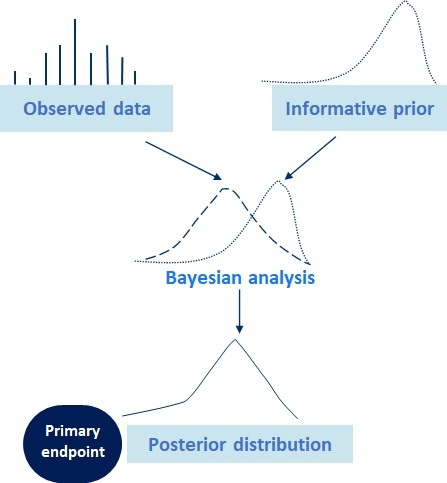 Observed data
Informative prior
Bayesian analysis
Primary
endpoint
Posterior distribution